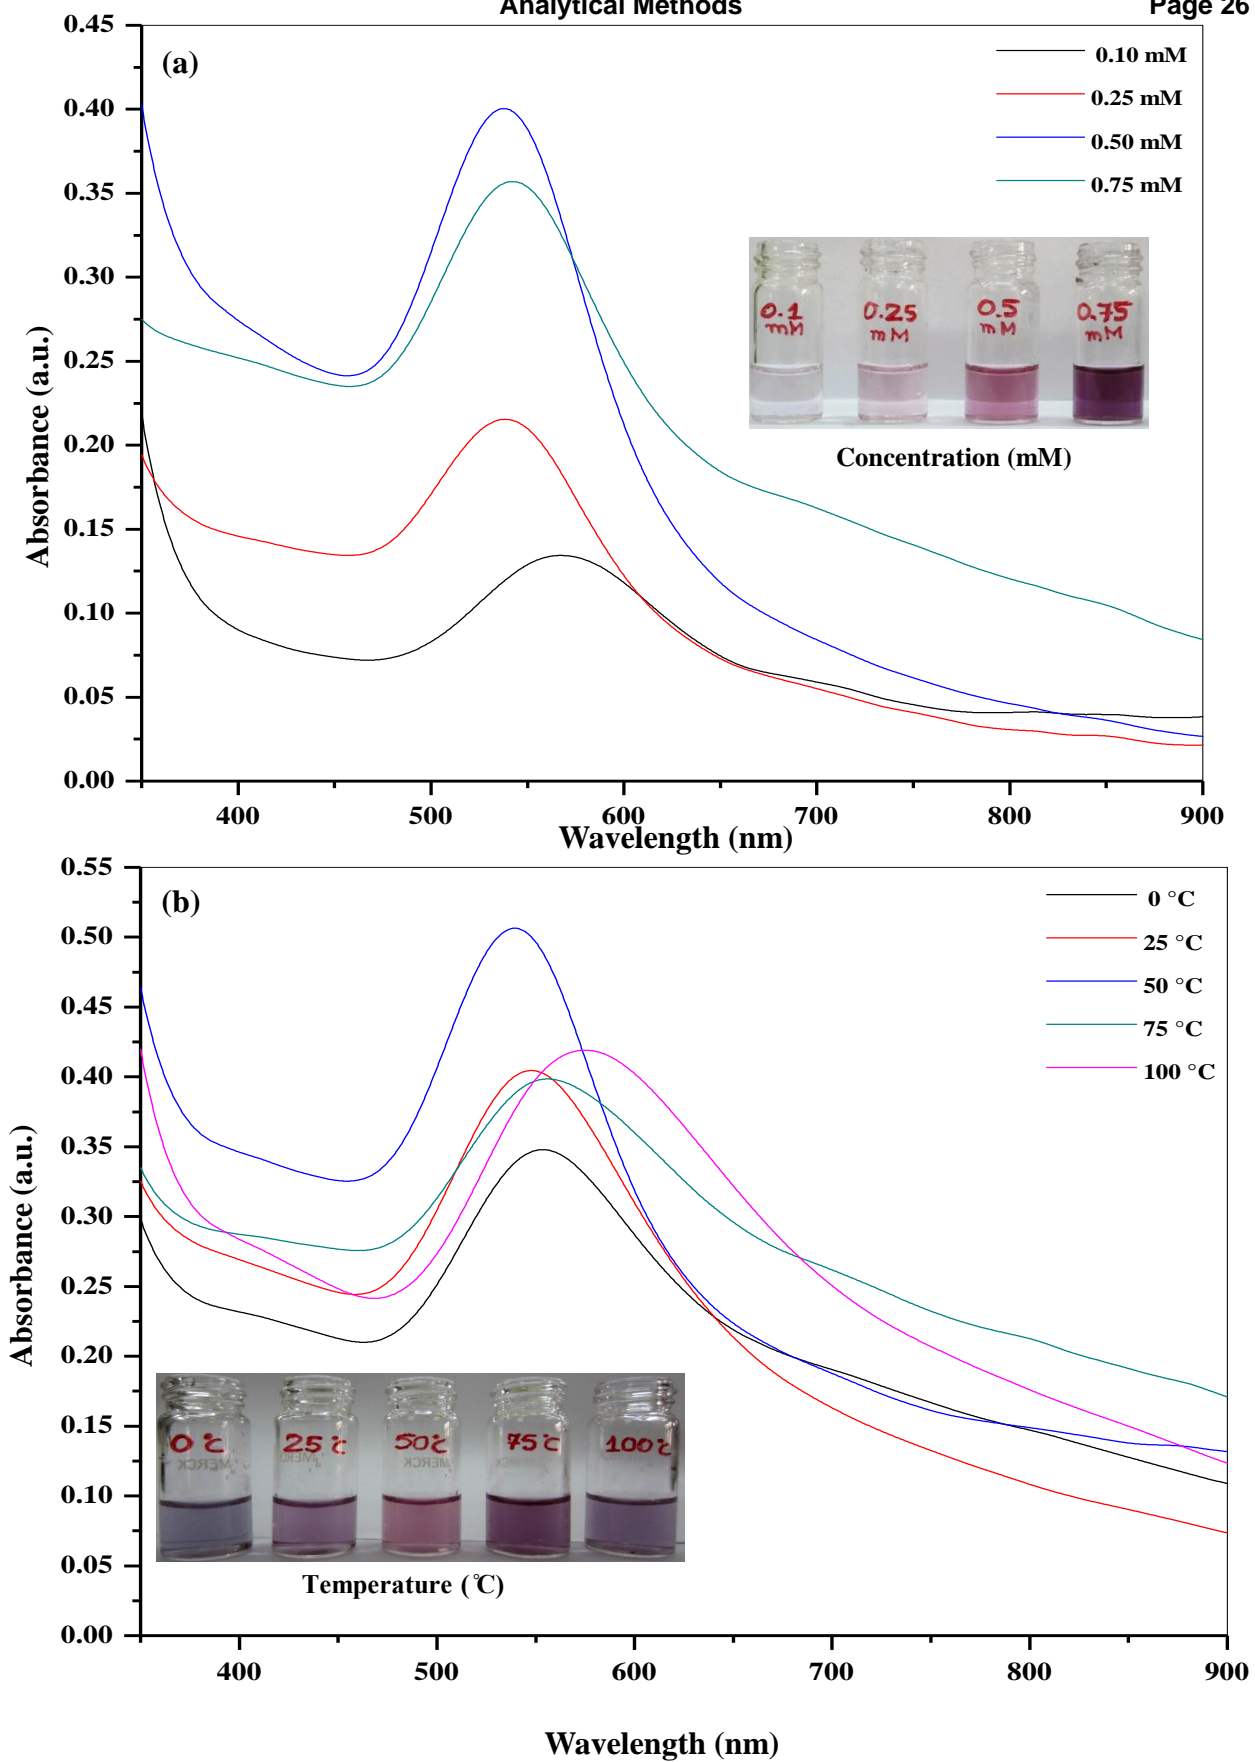 Analytical Methods Page 26
(a)
0.10 mM
0.25 mM
0.50 mM
0.75 mM
0.45
0.40
0.35
0.30
0.25
0.20
0.15
0.10
0.05
0.00
Absorbance (a.u.)
0.1 mM
0.25 mM
0.5 mM
0.75 mM
Concentration (mM)
400 500 600 700 800 900
Wavelength (nm)
(b)
0 °C
25 °C
50 °C
75 °C
100 °C
0.55
0.50
0.45
0.40
0.35
0.30
0.25
0.20
0.15
0.10
0.05
0.00
Absorbance (a.u.)
0 °C 25 °C 50 °C 75 °C 100 °C
MERCK MERCK
Temperature (°C)
400 500 600 700 800 900
Wavelength (nm)